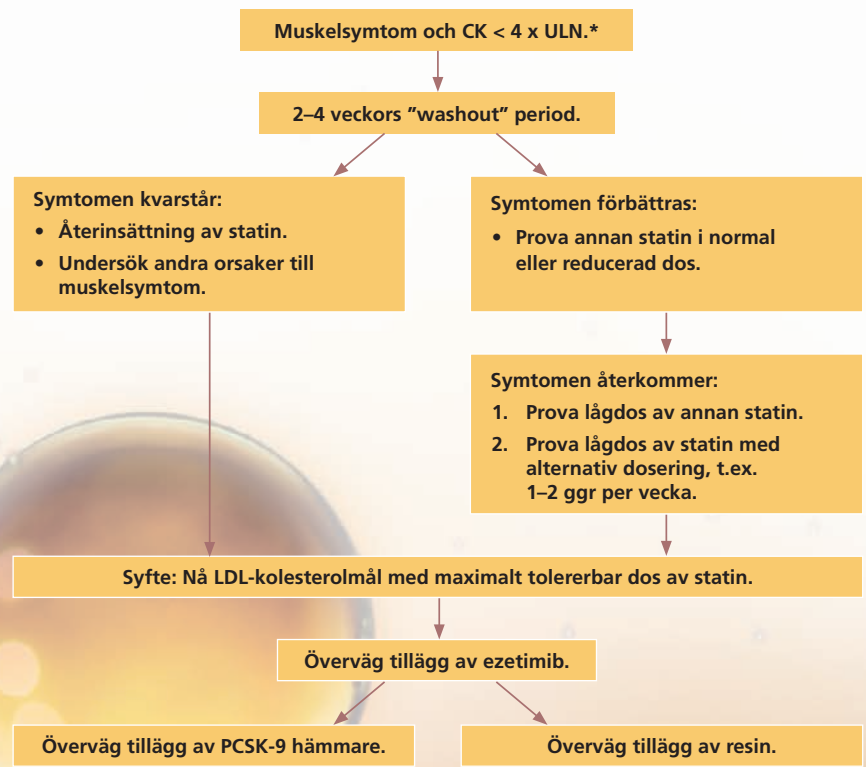 Muskelsymtom och CK < 4 x ULN.*
2–4 veckors ”washout” period.
Symtomen kvarstår:
• Återinsättning av statin.
• Undersök andra orsaker till
muskelsymtom.
Symtomen förbättras:
• Prova annan statin i normal
eller reducerad dos.
Symtomen återkommer:
1. Prova lågdos av annan statin.
2. Prova lågdos av statin med
alternativ dosering, t.ex.
1–2 ggr per vecka.
Syfte: Nå LDL-kolesterolmål med maximalt tolererbar dos av statin.
Överväg tillägg av ezetimib.
Överväg tillägg av PCSK-9 hämmare.
Överväg tillägg av resin.